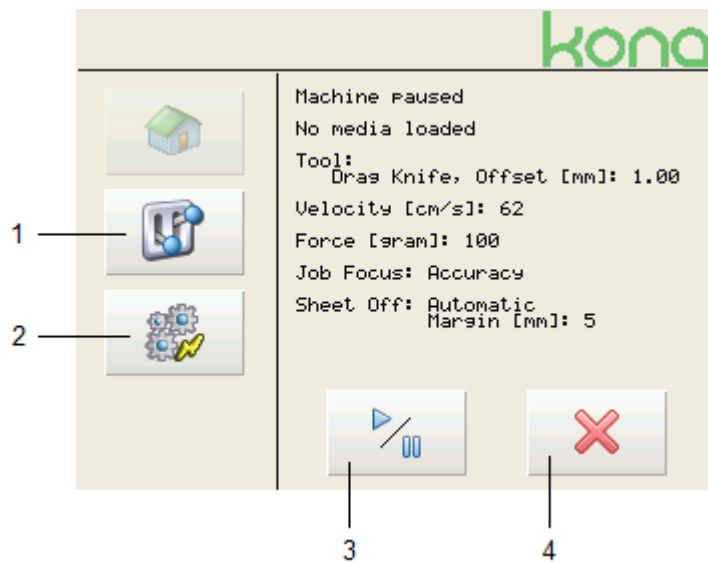 kona
Machine paused
No media loaded
Tool:
Drag Knife, Offset [mm]: 1.00
Velocity [cm/s]: 62
Force [gram]: 100
Job Focus: Accuracy
Sheet Off: Automatic
Margin [mm]: 5
1
2
3
4